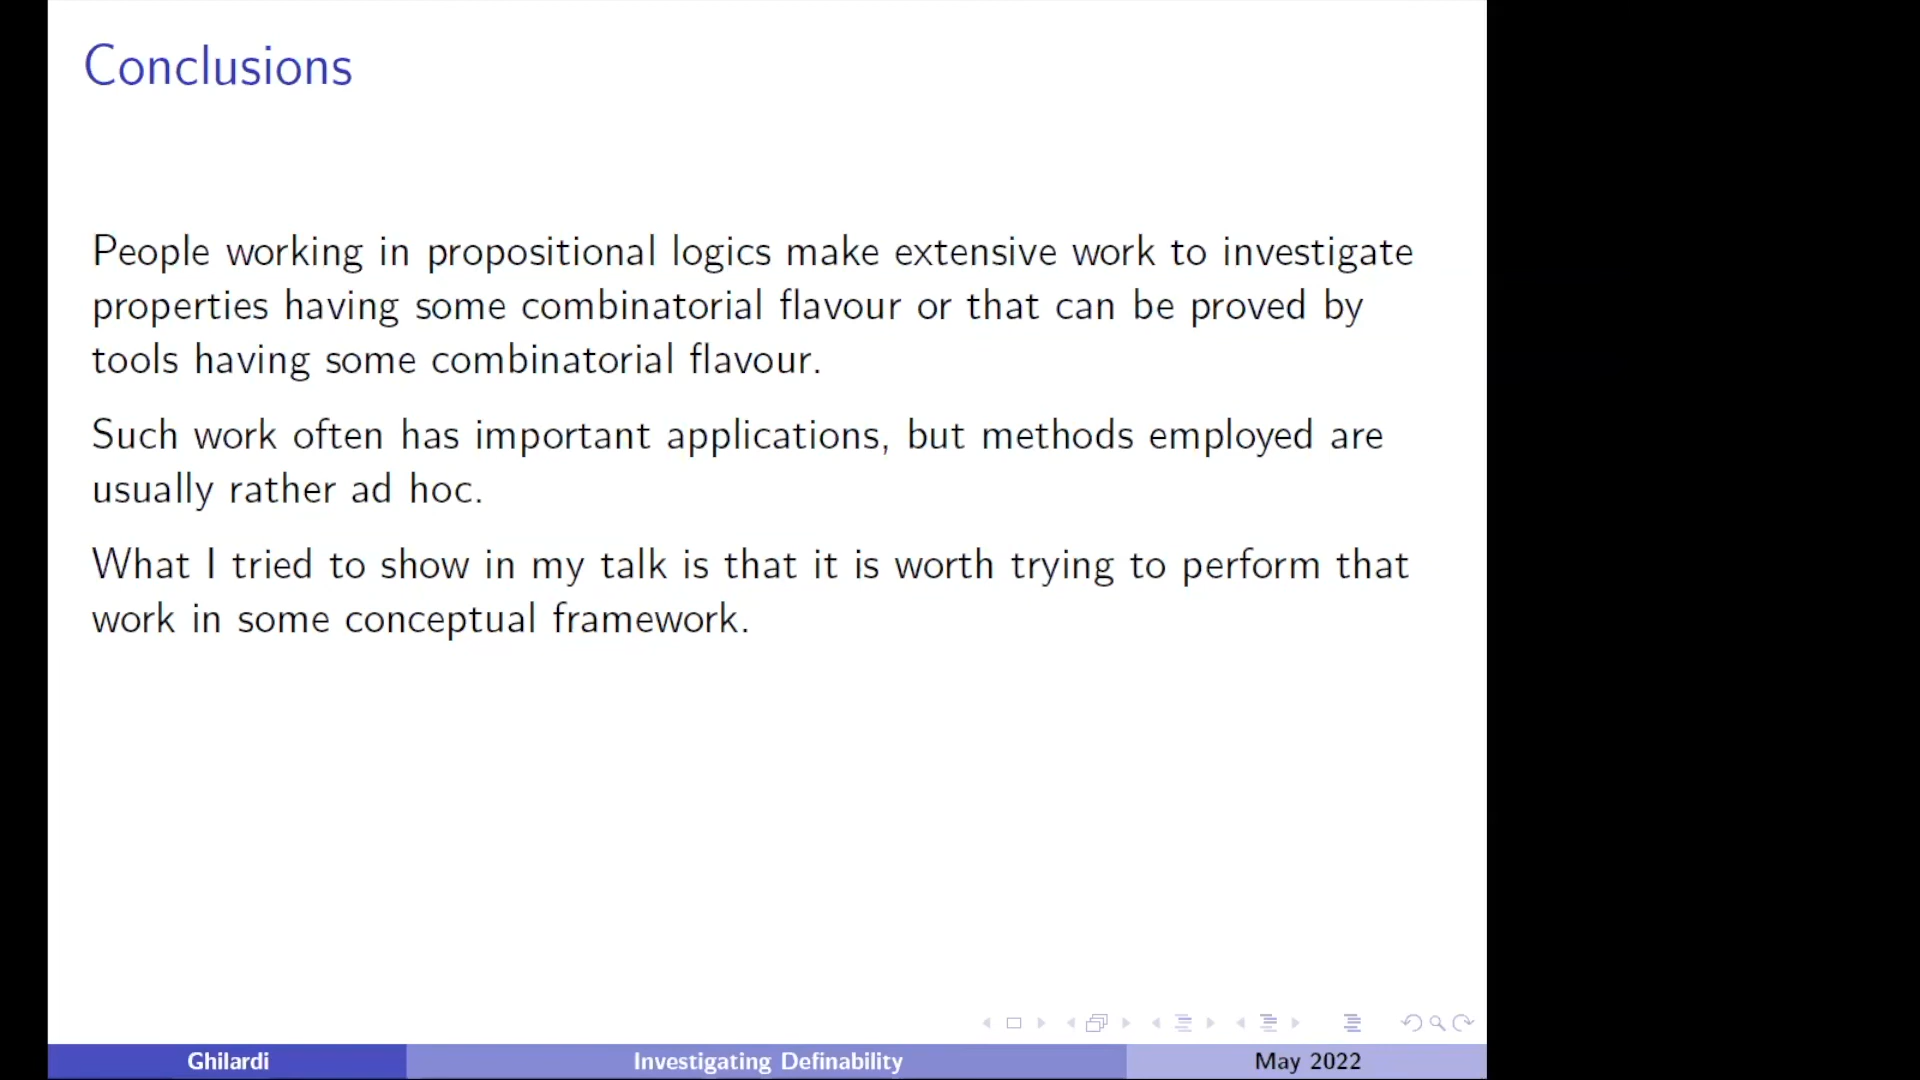 Conclusions
People working in propositional logics make extensive work to investigate
properties having some combinatorial flavour or that can be proved by
tools having some combinatorial flavour.
Such work often has important applications, but methods employed are
usually rather ad hoc.
What I tried to show in my talk is that it is worth trying to perform that
work in some conceptual framework.
Ghilardi
Investigating Definability
May 2022